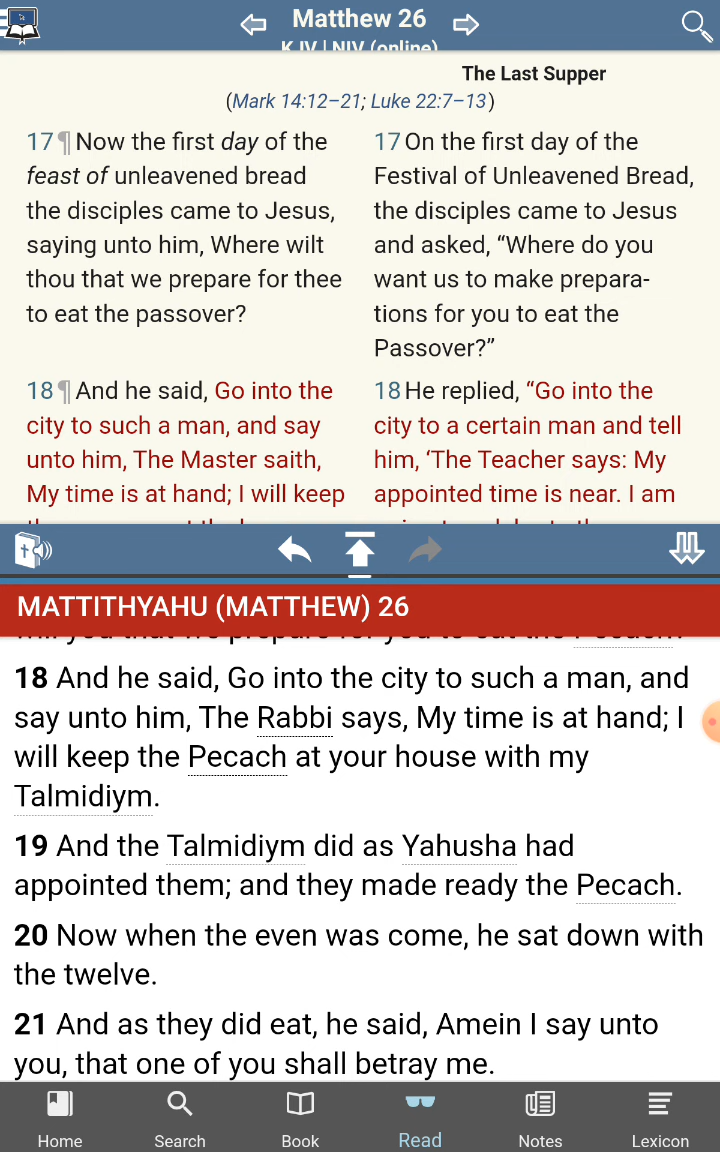 Matthew 26
KJV | NIV (online)
The Last Supper
(Mark 14:12–21; Luke 22:7–13)
17 ¶ Now the first day of the
feast of unleavened bread
the disciples came to Jesus,
saying unto him, Where wilt
thou that we prepare for thee
to eat the passover?
18 ¶ And he said, Go into the
city to such a man, and say
unto him, The Master saith,
My time is at hand; I will keep
17 On the first day of the
Festival of Unleavened Bread,
the disciples came to Jesus
and asked, “Where do you
want us to make prepara-
tions for you to eat the
Passover?”
18 He replied, “Go into the
city to a certain man and tell
him, ‘The Teacher says: My
appointed time is near. I am
MATTITHYAHU (MATTHEW) 26
18 And he said, Go into the city to such a man, and
say unto him, The Rabbi says, My time is at hand; I
will keep the Pecach at your house with my
Talmidiym.
19 And the Talmidiym did as Yahusha had
appointed them; and they made ready the Pecach.
20 Now when the even was come, he sat down with
the twelve.
21 And as they did eat, he said, Amein I say unto
you, that one of you shall betray me.
Home
Search
Book
Read
Notes
Lexicon